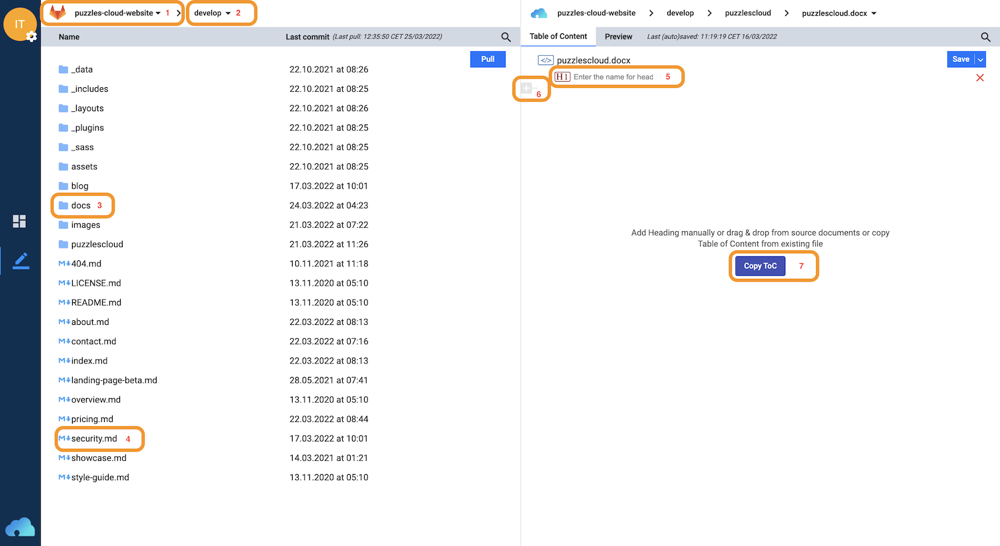 IT
puzzles-cloud-website 1 develop 2
Name Last commit (Last pull: 12:35:50 CET 25/03/2022)
Pull
_data 22.10.2021 at 08:26
_includes 22.10.2021 at 08:25
_layouts 22.10.2021 at 08:26
_plugins 22.10.2021 at 08:25
_sass 22.10.2021 at 08:25
assets 22.10.2021 at 08:25
blog 17.03.2022 at 10:01
docs 3 24.03.2022 at 04:23
images 21.03.2022 at 07:22
puzzlescloud 21.03.2022 at 11:26
M 404.md 10.11.2021 at 11:18
M LICENSE.md 13.11.2020 at 05:10
M README.md 13.11.2020 at 05:10
M about.md 22.03.2022 at 08:13
M contact.md 22.03.2022 at 07:16
M index.md 22.03.2022 at 08:13
M landing-page-beta.md 28.05.2021 at 07:41
M overview.md 13.11.2020 at 05:10
M pricing.md 22.03.2022 at 08:44
M security.md 4 17.03.2022 at 10:01
M showcase.md 14.03.2021 at 01:21
M style-guide.md 13.11.2020 at 05:10
puzzles-cloud-website develop puzzlescloud puzzlescloud.docx
Table of Content Preview Last (auto)saved: 11:19:19 CET 16/03/2022
</> puzzlescloud.docx Save
H1 Enter the name for head 5
6
Add Heading manually or drag & drop from source documents or copy
Table of Content from existing file
Copy ToC 7